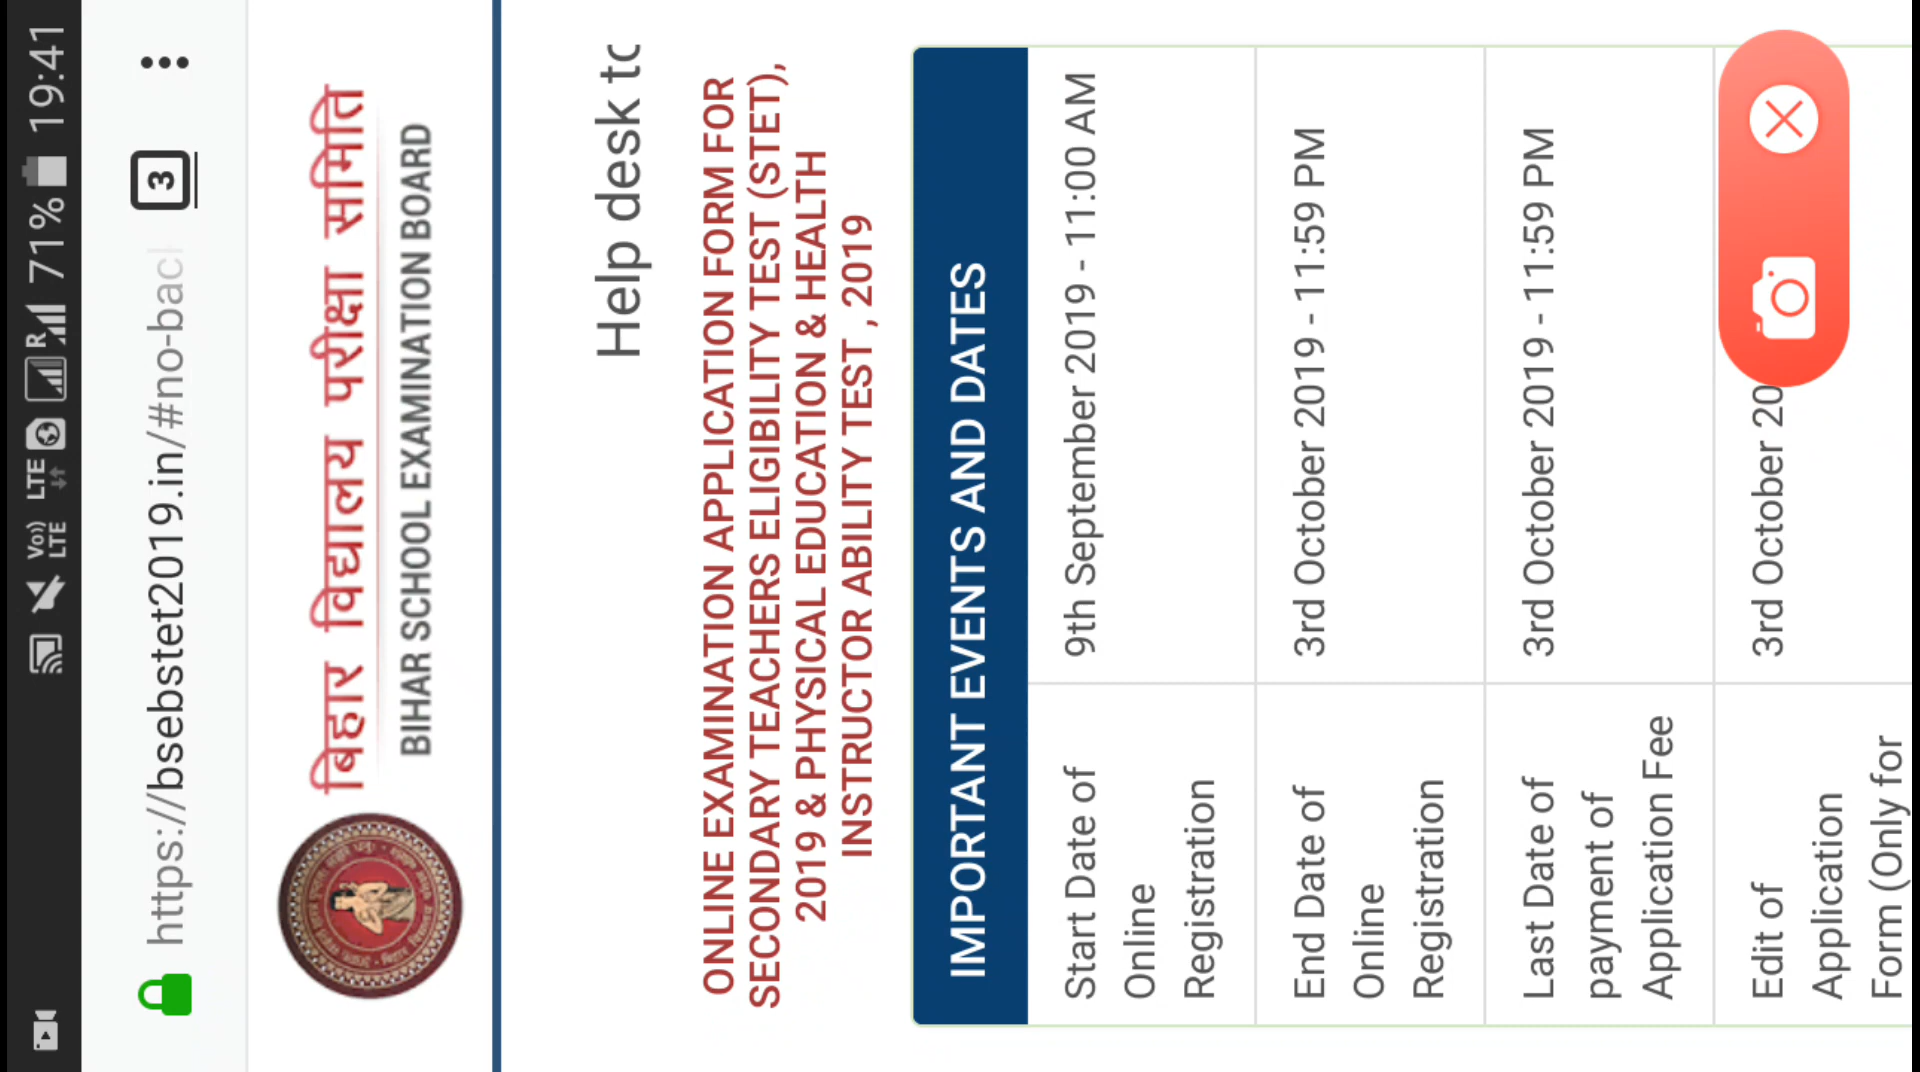 19:41
71%
R
LTE
Vo)) LTE
https://bsebstet2019.in/#no-bac
3
बिहार विद्यालय परीक्षा समिति
BIHAR SCHOOL EXAMINATION BOARD
Help desk tc
ONLINE EXAMINATION APPLICATION FORM FOR
SECONDARY TEACHERS ELIGIBILITY TEST (STET),
2019 & PHYSICAL EDUCATION & HEALTH
INSTRUCTOR ABILITY TEST , 2019
IMPORTANT EVENTS AND DATES
Start Date of
Online
Registration
9th September 2019 - 11:00 AM
End Date of
Online
Registration
3rd October 2019 - 11:59 PM
Last Date of
payment of
Application Fee
3rd October 2019 - 11:59 PM
Edit of
Application
Form (Only for
3rd October 20